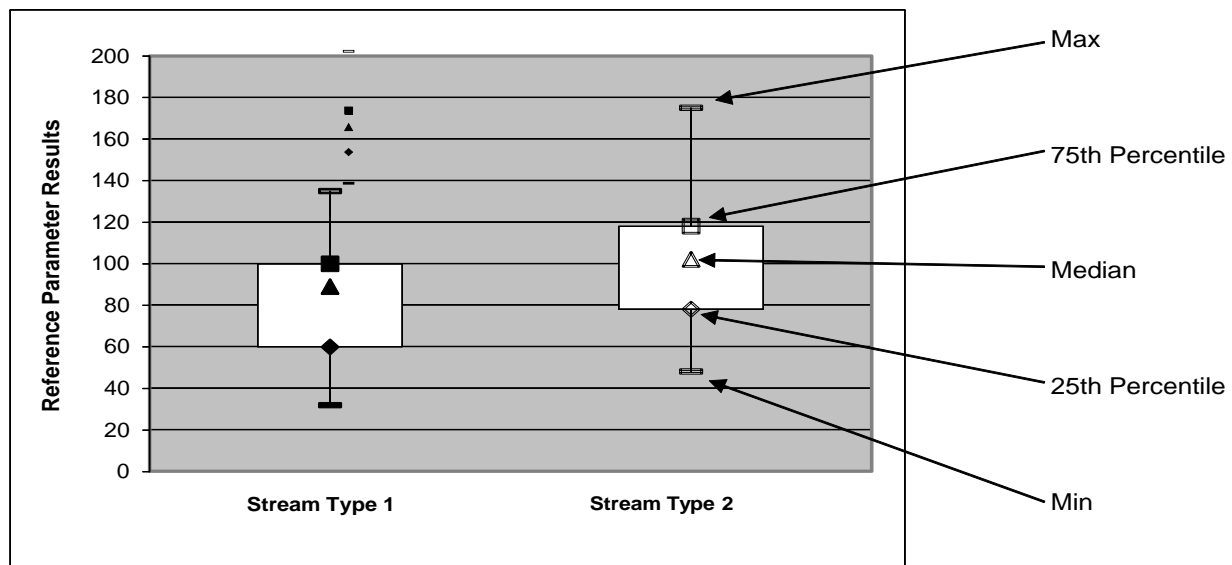 Reference Parameter Results
200
180
160
140
120
100
80
60
40
20
0
Stream Type 1
Stream Type 2
Max
75th Percentile
Median
25th Percentile
Min